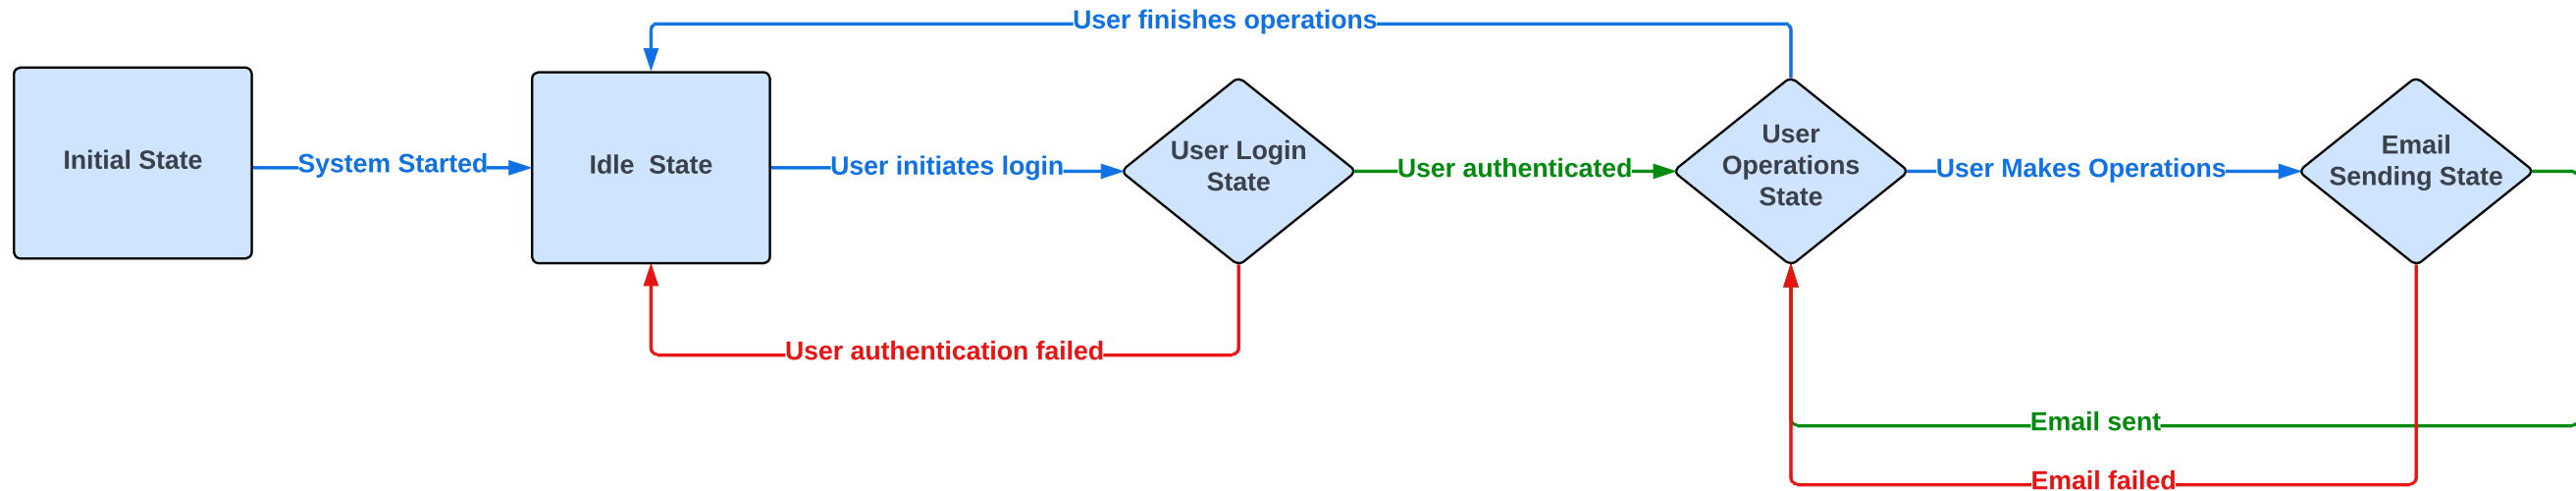 User finishes operations
Initial State
System Started
Idle  State
User initiates login
User Login
State
User authenticated
User
Operations
State
User Makes Operations
Email
Sending State
User authentication failed
Email sent
Email failed